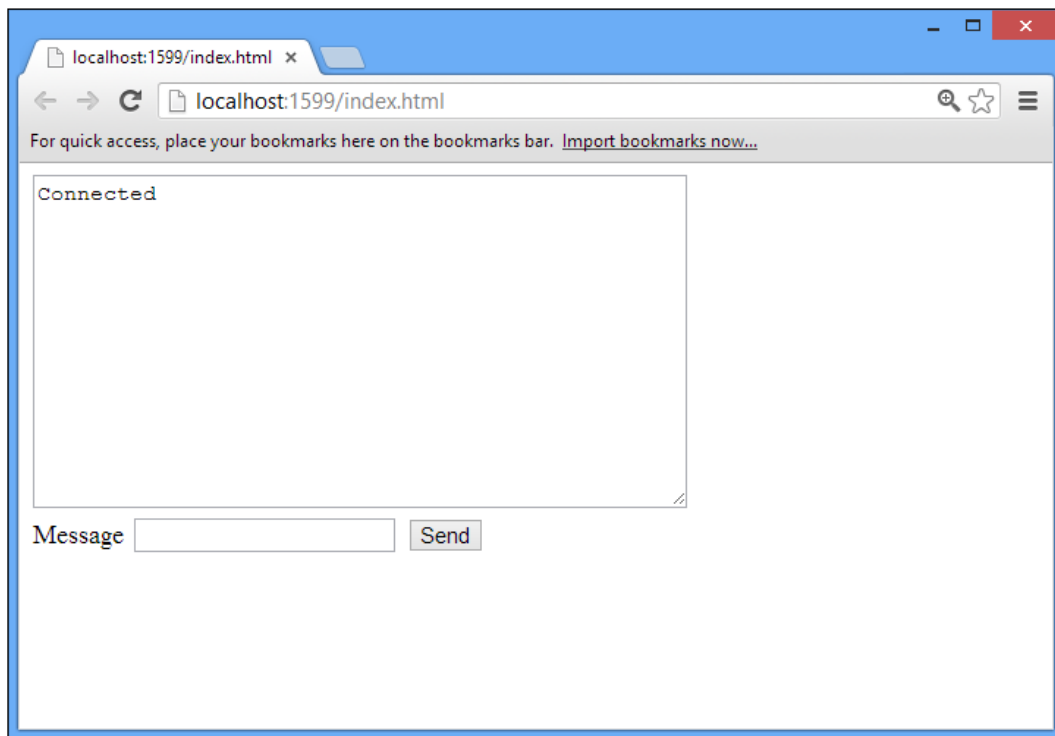 localhost:1599/index.html
localhost:1599/index.html
For quick access, place your bookmarks here on the bookmarks bar. Import bookmarks now...
Connected
Message Send